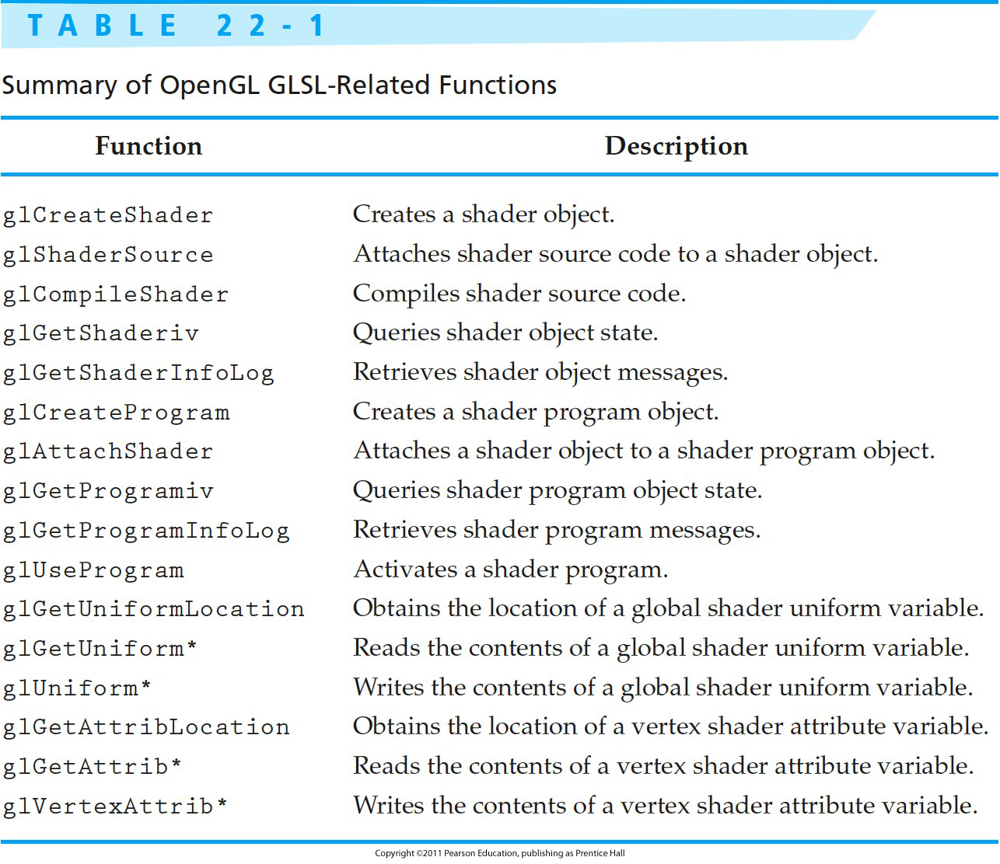 TABLE 22-1
Summary of OpenGL GLSL-Related Functions
Function Description
glCreateShader Creates a shader object.
glShaderSource Attaches shader source code to a shader object.
glCompileShader Compiles shader source code.
glGetShaderiv Queries shader object state.
glGetShaderInfoLog Retrieves shader object messages.
glCreateProgram Creates a shader program object.
glAttachShader Attaches a shader object to a shader program object.
glGetProgramiv Queries shader program object state.
glGetProgramInfoLog Retrieves shader program messages.
glUseProgram Activates a shader program.
glGetUniformLocation Obtains the location of a global shader uniform variable.
glGetUniform* Reads the contents of a global shader uniform variable.
glUniform* Writes the contents of a global shader uniform variable.
glGetAttribLocation Obtains the location of a vertex shader attribute variable.
glGetAttrib* Reads the contents of a vertex shader attribute variable.
glVertexAttrib* Writes the contents of a vertex shader attribute variable.
Copyright ©2011 Pearson Education, publishing as Prentice Hall